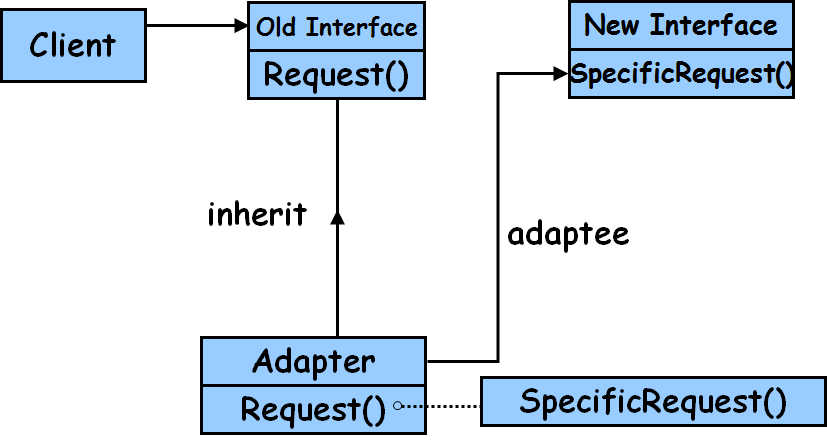 Client
Old Interface
Request()
New Interface
SpecificRequest()
inherit
adaptee
Adapter
Request()
SpecificRequest()